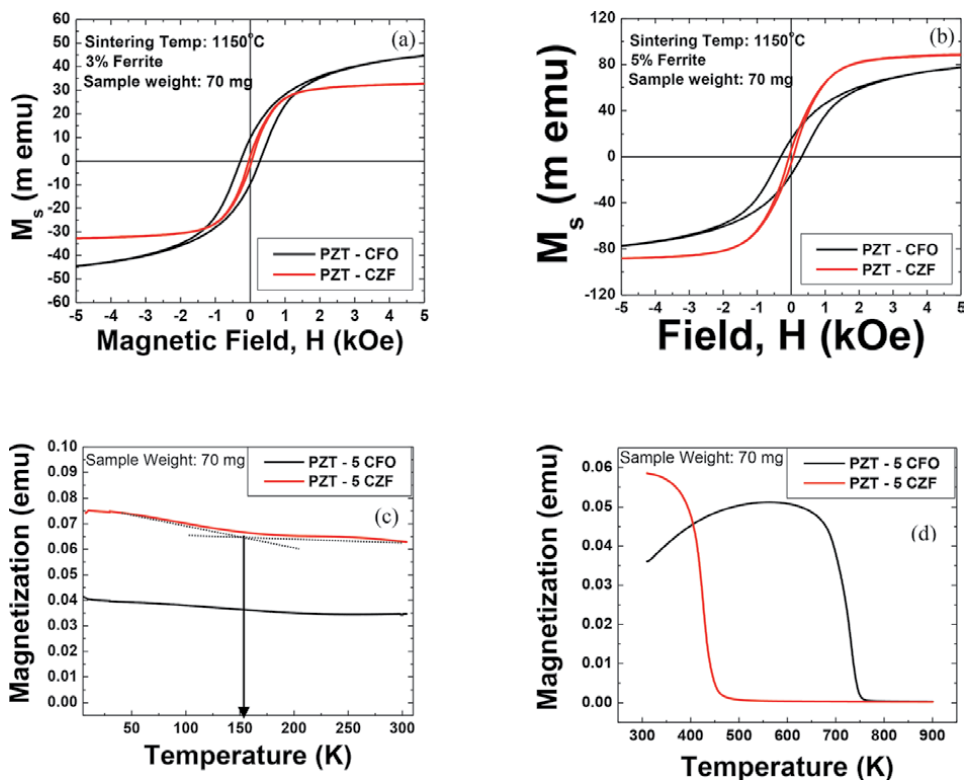 (a)
Sintering Temp: 1150°C
3% Ferrite
Sample weight: 70 mg
60
50
40
30
20
10
0
-10
-20
-30
-40
-50
-60
M_s (m emu)
PZT - CFO
PZT - CZF
-5 -4 -3 -2 -1 0 1 2 3 4 5
Magnetic Field, H (kOe)
(b)
Sintering Temp: 1150°C
5% Ferrite
Sample weight: 70 mg
120
80
40
0
-40
-80
-120
M_s (m emu)
PZT - CFO
PZT - CZF
-5 -4 -3 -2 -1 0 1 2 3 4 5
Field, H (kOe)
Sample Weight: 70 mg
PZT - 5 CFO
PZT - 5 CZF
(c)
0.10
0.09
0.08
0.07
0.06
0.05
0.04
0.03
0.02
0.01
0.00
Magnetization (emu)
50 100 150 200 250 300
Temperature (K)
Sample Weight: 70 mg
PZT - 5 CFO
PZT - 5 CZF
(d)
0.06
0.05
0.04
0.03
0.02
0.01
0.00
Magnetization (emu)
300 400 500 600 700 800 900
Temperature (K)